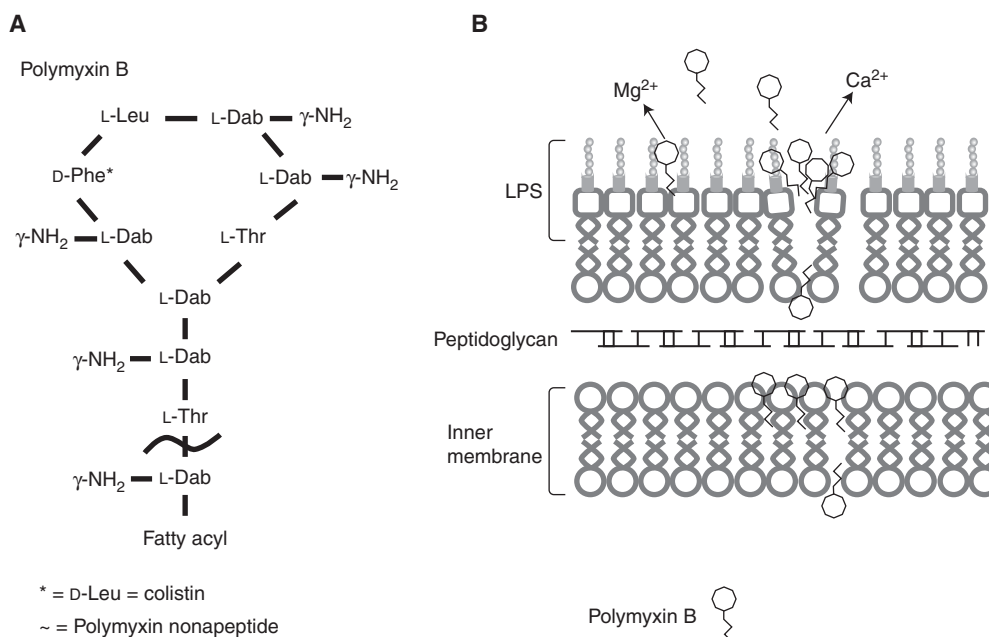 A
Polymyxin B
L-Leu
L-Dab
γ-NH2
D-Phe*
L-Dab
γ-NH2
γ-NH2
L-Dab
L-Thr
L-Dab
γ-NH2
L-Dab
L-Thr
γ-NH2
L-Dab
Fatty acyl
* = D-Leu = colistin
~ = Polymyxin nonapeptide
B
Mg2+
Ca2+
LPS
Peptidoglycan
Inner
membrane
Polymyxin B